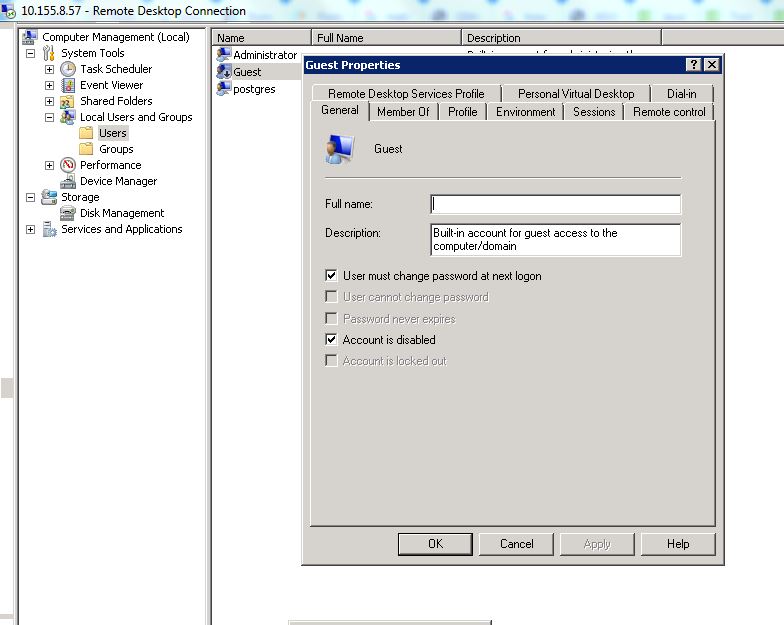 10.155.8.57 - Remote Desktop Connection
Computer Management (Local)
System Tools
Task Scheduler
Event Viewer
Shared Folders
Local Users and Groups
Users
Groups
Performance
Device Manager
Storage
Disk Management
Services and Applications
Name Full Name Description
Administrator
Guest
postgres
Guest Properties
Remote Desktop Services Profile Personal Virtual Desktop Dial-in
General Member Of Profile Environment Sessions Remote control
Guest
Full name:
Description: Built-in account for guest access to the
computer/domain
User must change password at next logon
User cannot change password
Password never expires
Account is disabled
Account is locked out
OK Cancel Apply Help